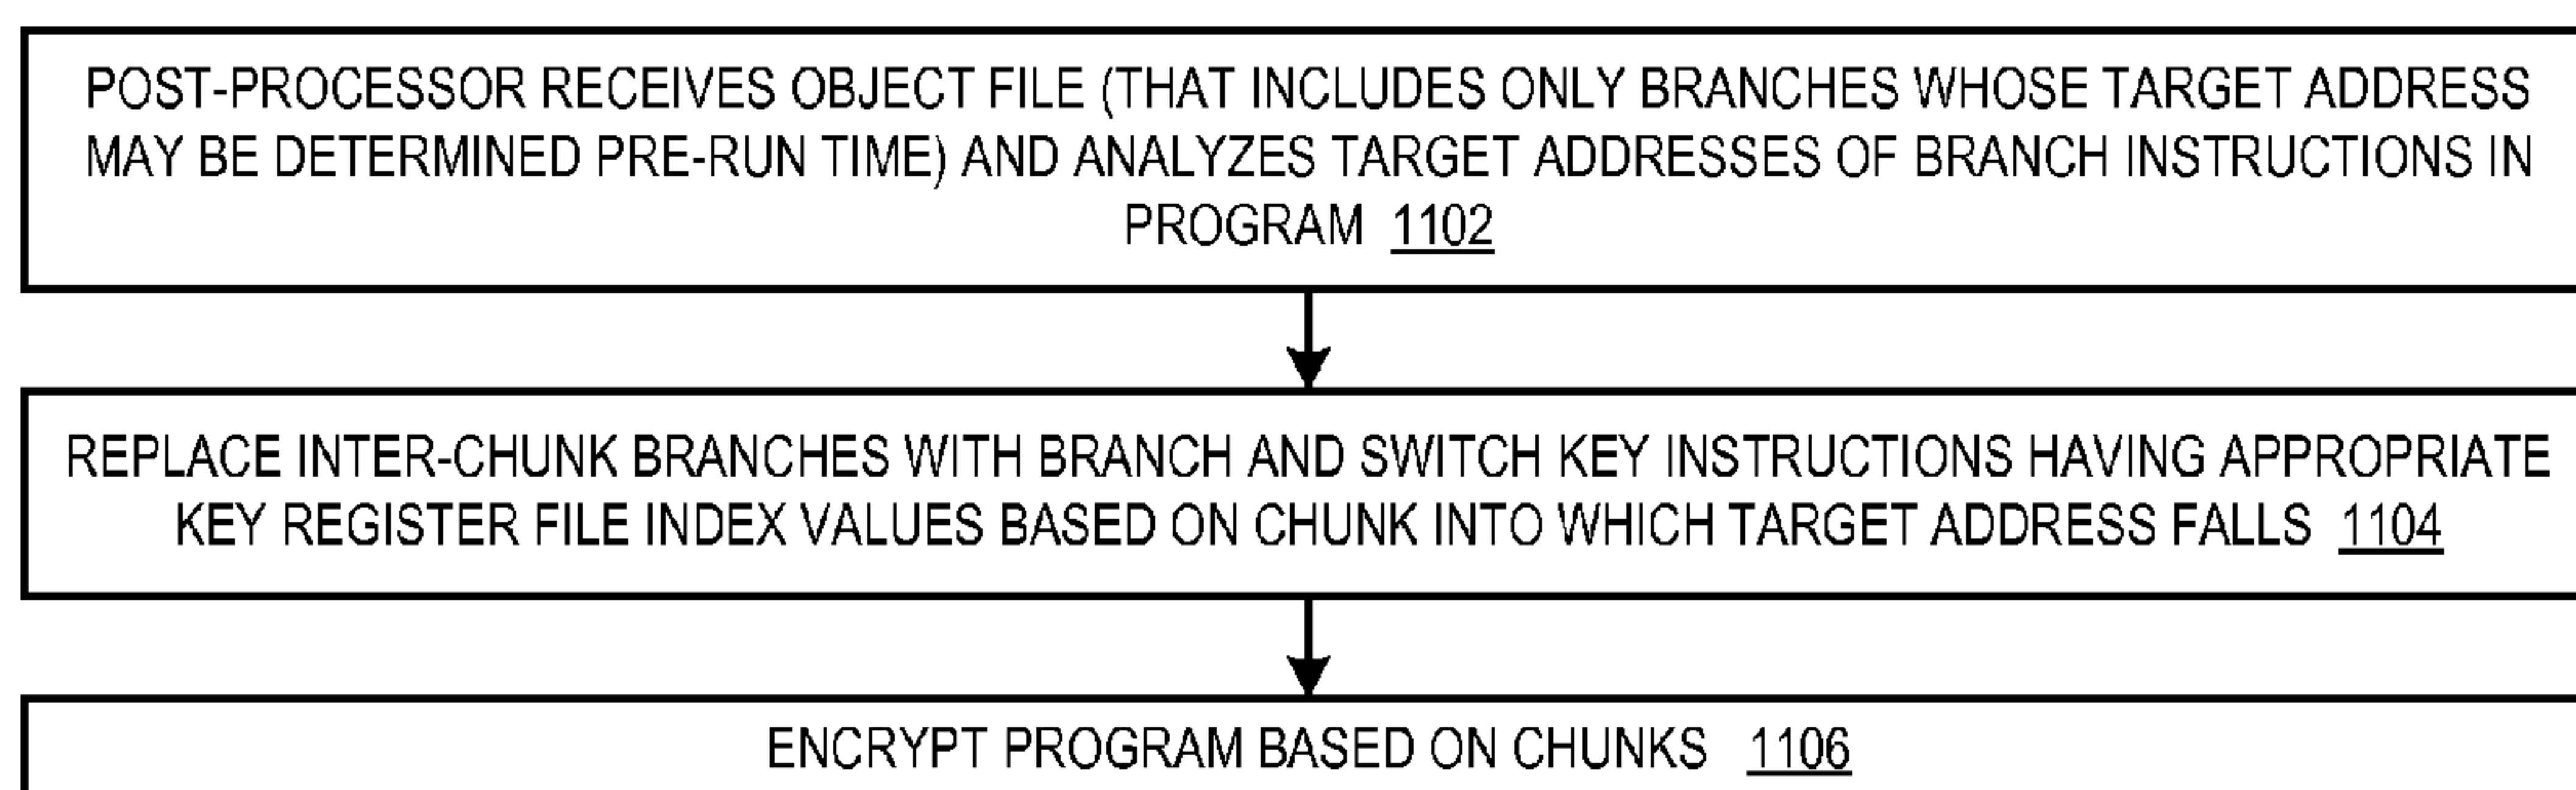 POST-PROCESSOR RECEIVES OBJECT FILE (THAT INCLUDES ONLY BRANCHES WHOSE TARGET ADDRESS
MAY BE DETERMINED PRE-RUN TIME) AND ANALYZES TARGET ADDRESSES OF BRANCH INSTRUCTIONS IN
PROGRAM 1102
REPLACE INTER-CHUNK BRANCHES WITH BRANCH AND SWITCH KEY INSTRUCTIONS HAVING APPROPRIATE
KEY REGISTER FILE INDEX VALUES BASED ON CHUNK INTO WHICH TARGET ADDRESS FALLS 1104
ENCRYPT PROGRAM BASED ON CHUNKS 1106